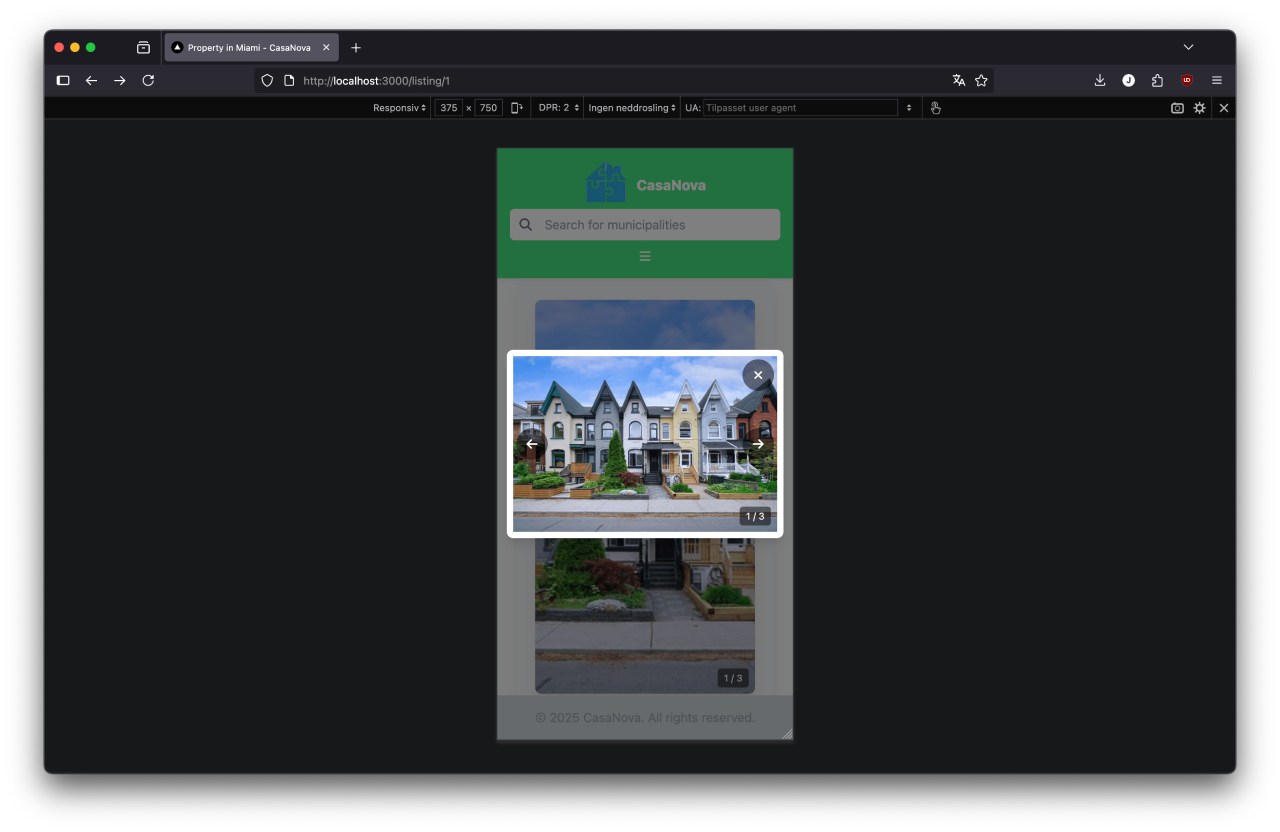 Property in Miami - CasaNova
http://localhost:3000/listing/1
Responsiv 375 × 750 DPR: 2 Ingen neddrosling UA: Tilpasset user agent
CasaNova
Search for municipalities
1 / 3
1 / 3
© 2025 CasaNova. All rights reserved.